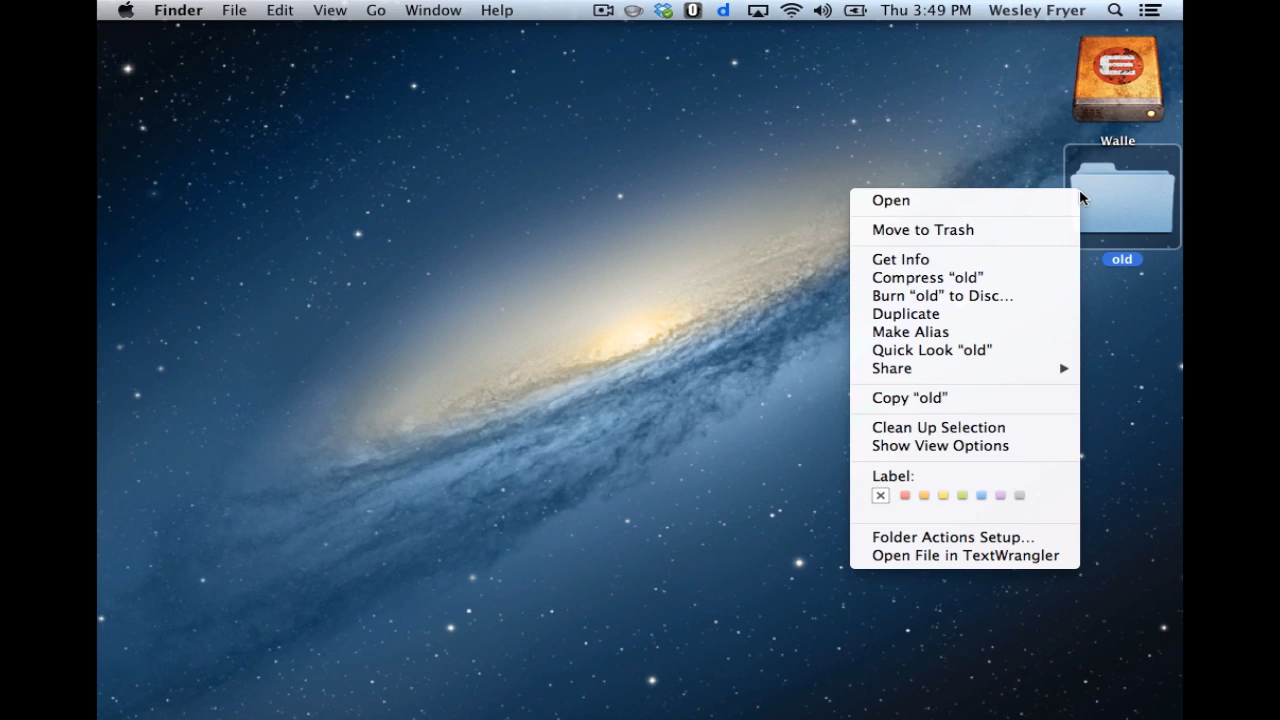 Finder File Edit View Go Window Help Thu 3:49 PM Wesley Fryer
Walle
old
Open
Move to Trash
Get Info
Compress “old”
Burn “old” to Disc...
Duplicate
Make Alias
Quick Look “old”
Share
Copy “old”
Clean Up Selection
Show View Options
Label:
Folder Actions Setup...
Open File in TextWrangler